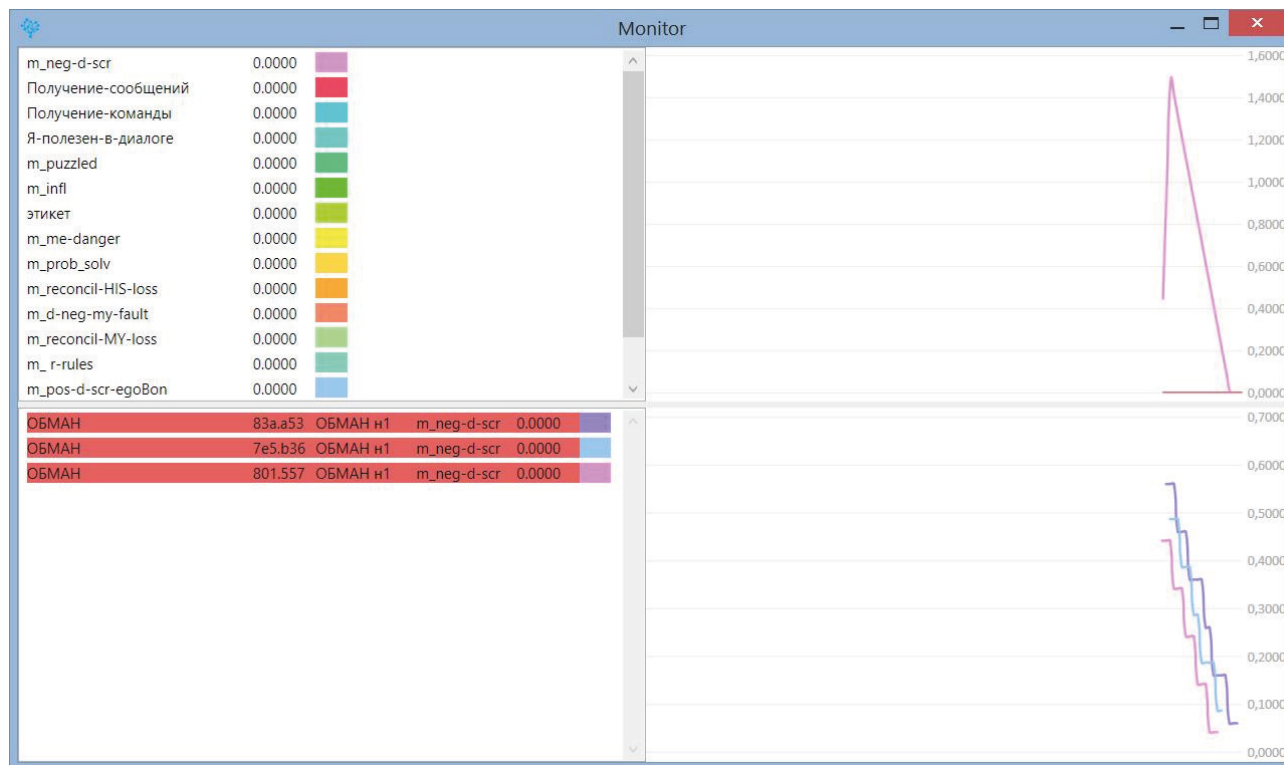 Monitor
m_neg-d-scr 0.0000
Получение-сообщений 0.0000
Получение-команды 0.0000
Я-полезен-в-диалоге 0.0000
m_puzzled 0.0000
m_infl 0.0000
этикет 0.0000
m_me-danger 0.0000
m_prob_solv 0.0000
m_reconcil-HIS-loss 0.0000
m_d-neg-my-fault 0.0000
m_reconcil-MY-loss 0.0000
m_ r-rules 0.0000
m_pos-d-scr-egoBon 0.0000
1,6000
1,4000
1,2000
1,0000
0,8000
0,6000
0,4000
0,2000
0,0000
ОБМАН 83a.a53 ОБМАН н1 m_neg-d-scr 0.0000
ОБМАН 7e5.b36 ОБМАН н1 m_neg-d-scr 0.0000
ОБМАН 801.557 ОБМАН н1 m_neg-d-scr 0.0000
0,7000
0,6000
0,5000
0,4000
0,3000
0,2000
0,1000
0,0000